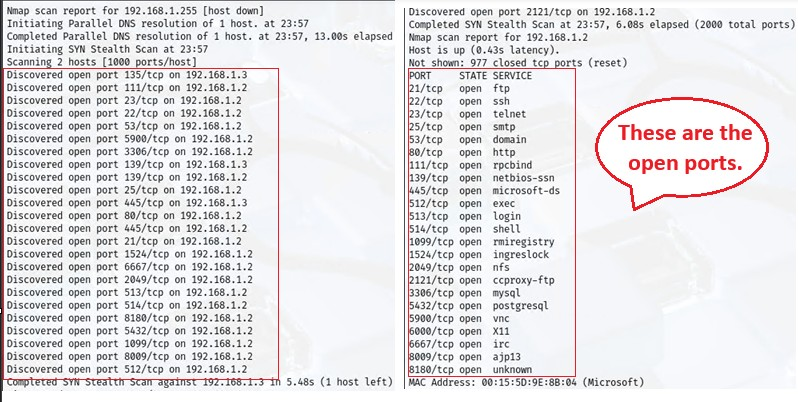 Nmap scan report for 192.168.1.255 [host down]
Initiating Parallel DNS resolution of 1 host. at 23:57
Completed Parallel DNS resolution of 1 host. at 23:57, 13.00s elapsed
Initiating SYN Stealth Scan at 23:57
Scanning 2 hosts [1000 ports/host]
Discovered open port 135/tcp on 192.168.1.3
Discovered open port 111/tcp on 192.168.1.2
Discovered open port 23/tcp on 192.168.1.2
Discovered open port 22/tcp on 192.168.1.2
Discovered open port 53/tcp on 192.168.1.2
Discovered open port 5900/tcp on 192.168.1.2
Discovered open port 3306/tcp on 192.168.1.2
Discovered open port 139/tcp on 192.168.1.3
Discovered open port 139/tcp on 192.168.1.2
Discovered open port 25/tcp on 192.168.1.2
Discovered open port 445/tcp on 192.168.1.3
Discovered open port 80/tcp on 192.168.1.2
Discovered open port 445/tcp on 192.168.1.2
Discovered open port 21/tcp on 192.168.1.2
Discovered open port 1524/tcp on 192.168.1.2
Discovered open port 6667/tcp on 192.168.1.2
Discovered open port 2049/tcp on 192.168.1.2
Discovered open port 513/tcp on 192.168.1.2
Discovered open port 514/tcp on 192.168.1.2
Discovered open port 8180/tcp on 192.168.1.2
Discovered open port 5432/tcp on 192.168.1.2
Discovered open port 1099/tcp on 192.168.1.2
Discovered open port 8009/tcp on 192.168.1.2
Discovered open port 512/tcp on 192.168.1.2
Completed SYN Stealth Scan against 192.168.1.3 in 5.48s (1 host left)
Discovered open port 2121/tcp on 192.168.1.2
Completed SYN Stealth Scan at 23:57, 6.08s elapsed (2000 total ports)
Nmap scan report for 192.168.1.2
Host is up (0.43s latency).
Not shown: 977 closed tcp ports (reset)
PORT STATE SERVICE
21/tcp open ftp
22/tcp open ssh
23/tcp open telnet
25/tcp open smtp
53/tcp open domain
80/tcp open http
111/tcp open rpcbind
139/tcp open netbios-ssn
445/tcp open microsoft-ds
512/tcp open exec
513/tcp open login
514/tcp open shell
1099/tcp open rmiregistry
1524/tcp open ingreslock
2049/tcp open nfs
2121/tcp open ccproxy-ftp
3306/tcp open mysql
5432/tcp open postgresql
5900/tcp open vnc
6000/tcp open X11
6667/tcp open irc
8009/tcp open ajp13
8180/tcp open unknown
MAC Address: 00:15:5D:9E:8B:04 (Microsoft)
These are the
open ports.